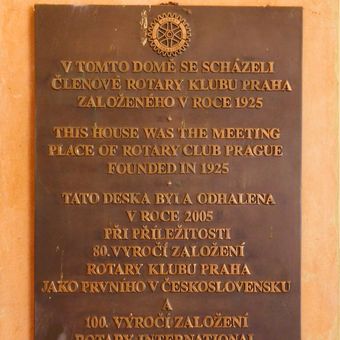 V TOMTO DOMĚ SE SCHÁZELI
ČLENOVÉ ROTARY KLUBU PRAHA
ZALOŽENÉHO V ROCE 1925
THIS HOUSE WAS THE MEETING
PLACE OF ROTARY CLUB PRAGUE
FOUNDED IN 1925
TATO DESKA BYLA ODHALENA
V ROCE 2005
PŘI PŘÍLEŽITOSTI
80. VÝROČÍ ZALOŽENÍ
ROTARY KLUBU PRAHA
JAKO PRVNÍHO V ČESKOSLOVENSKU
A
100. VÝROČÍ ZALOŽENÍ
ROTARY INTERNATIONAL